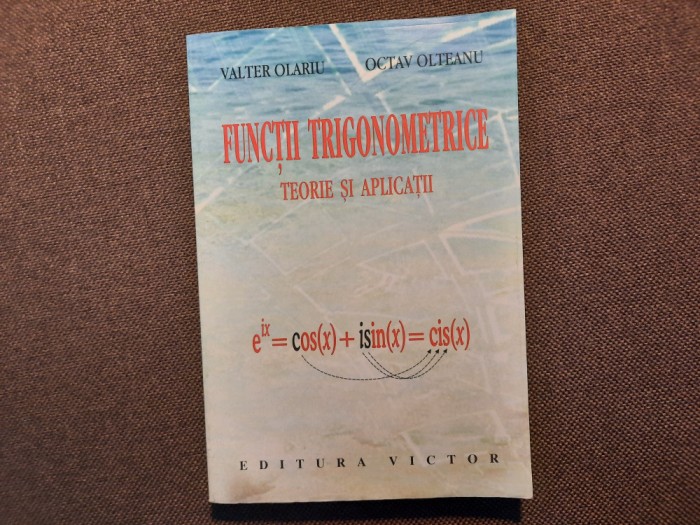 VALTER OLARIU OCTAV OLTEANU
FUNCȚII TRIGONOMETRICE
TEORIE ȘI APLICAȚII
e^ix = cos(x) + isin(x) = cis(x)
EDITURA VICTOR